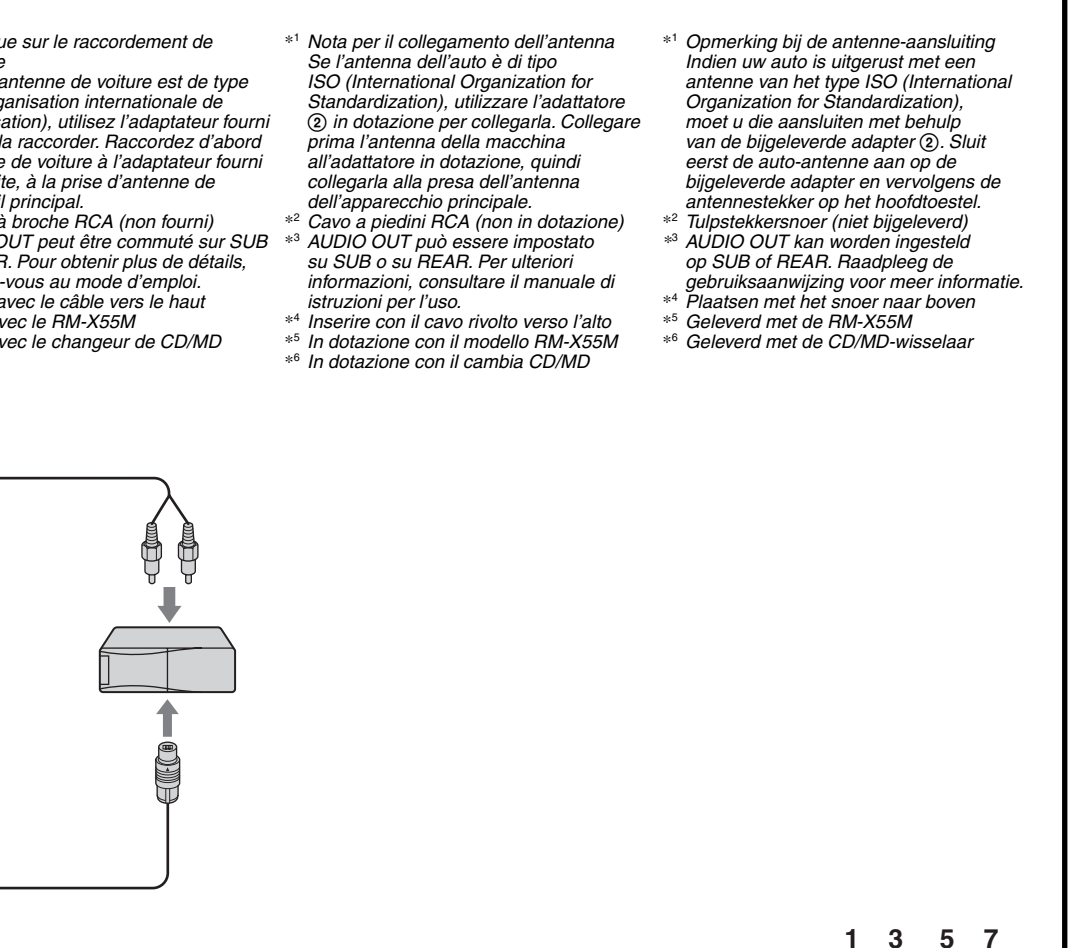 ue sur le raccordement de
e
antenne de voiture est de type
ganisation internationale de
sation), utilisez l’adaptateur fourni
la raccorder. Raccordez d’abord
e de voiture à l’adaptateur fourni
ite, à la prise d’antenne de
l principal.
à broche RCA (non fourni)
OUT peut être commuté sur SUB
R. Pour obtenir plus de détails,
-vous au mode d’emploi.
avec le câble vers le haut
vec le RM-X55M
vec le changeur de CD/MD
*1 Nota per il collegamento dell’antenna
Se l’antenna dell’auto è di tipo
ISO (International Organization for
Standardization), utilizzare l’adattatore
② in dotazione per collegarla. Collegare
prima l’antenna della macchina
all’adattatore in dotazione, quindi
collegarla alla presa dell’antenna
dell’apparecchio principale.
*2 Cavo a piedini RCA (non in dotazione)
*3 AUDIO OUT può essere impostato
su SUB o su REAR. Per ulteriori
informazioni, consultare il manuale di
istruzioni per l’uso.
*4 Inserire con il cavo rivolto verso l’alto
*5 In dotazione con il modello RM-X55M
*6 In dotazione con il cambia CD/MD
*1 Opmerking bij de antenne-aansluiting
Indien uw auto is uitgerust met een
antenne van het type ISO (International
Organization for Standardization),
moet u die aansluiten met behulp
van de bijgeleverde adapter ②. Sluit
eerst de auto-antenne aan op de
bijgeleverde adapter en vervolgens de
antennestekker op het hoofdtoestel.
*2 Tulpstekkersnoer (niet bijgeleverd)
*3 AUDIO OUT kan worden ingesteld
op SUB of REAR. Raadpleeg de
gebruiksaanwijzing voor meer informatie.
*4 Plaatsen met het snoer naar boven
*5 Geleverd met de RM-X55M
*6 Geleverd met de CD/MD-wisselaar
1 3 5 7